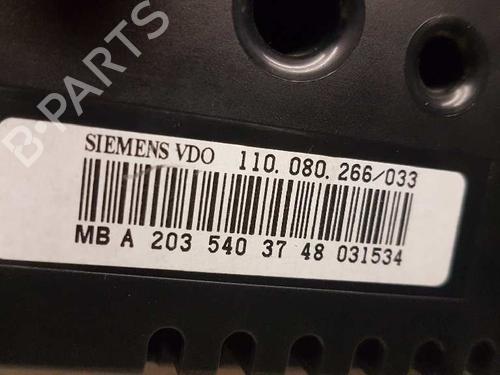 B·PARTS
SIEMENS VDO 110.080.266/033
MB A 203 540 37 48 031534